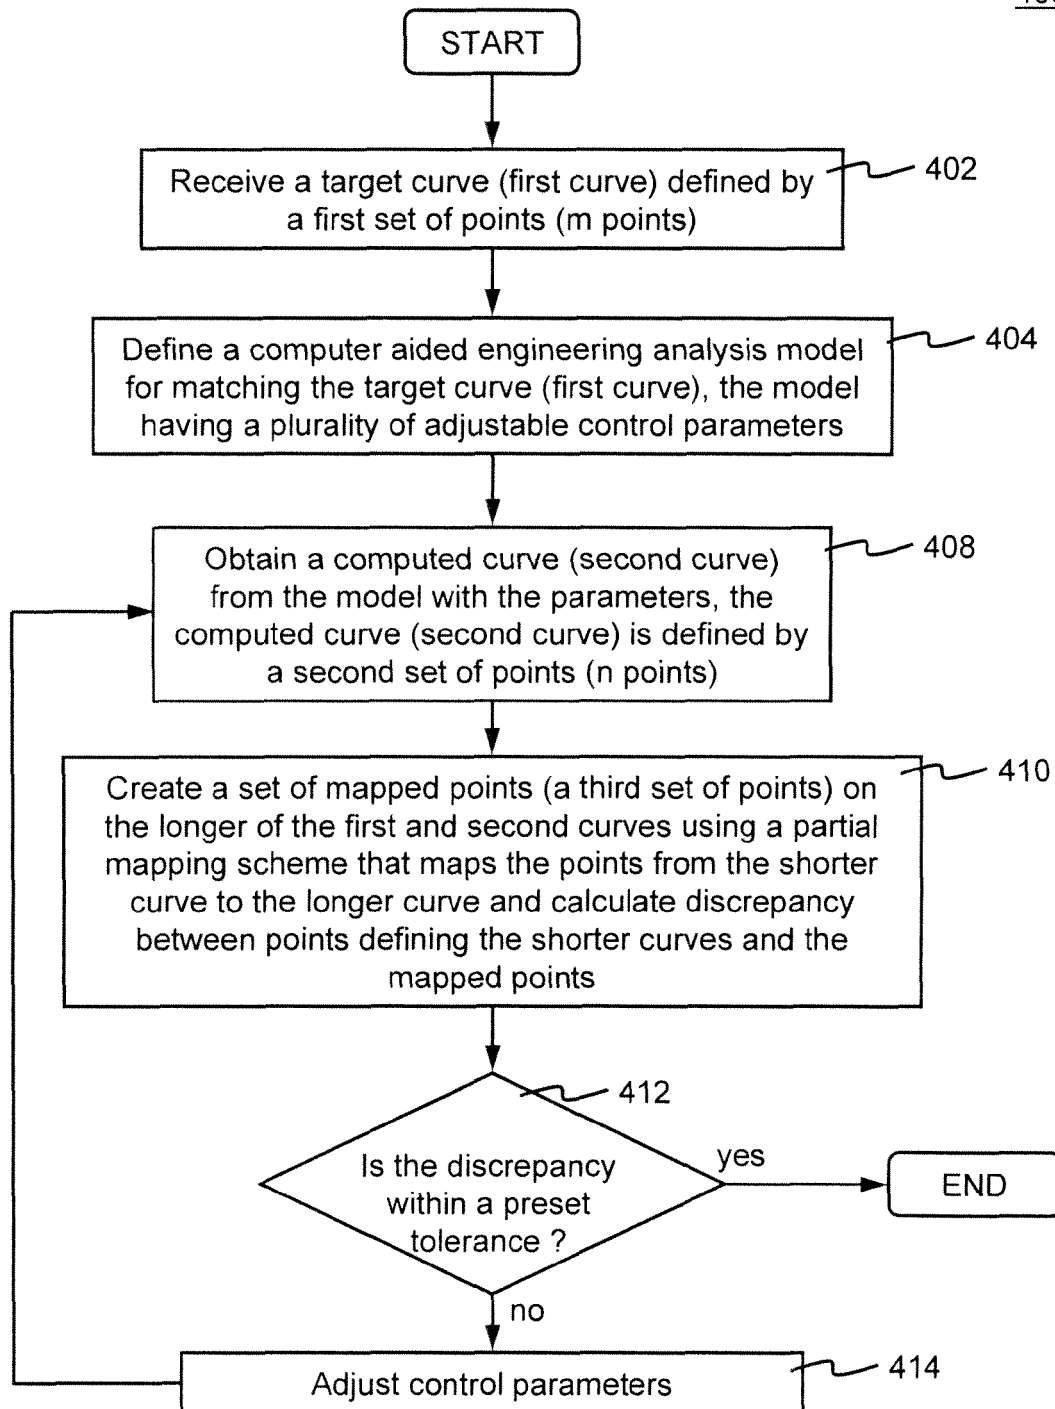 START
Receive a target curve (first curve) defined by
a first set of points (m points)
402
Define a computer aided engineering analysis model
for matching the target curve (first curve), the model
having a plurality of adjustable control parameters
404
Obtain a computed curve (second curve)
from the model with the parameters, the
computed curve (second curve) is defined by
a second set of points (n points)
408
Create a set of mapped points (a third set of points) on
the longer of the first and second curves using a partial
mapping scheme that maps the points from the shorter
curve to the longer curve and calculate discrepancy
between points defining the shorter curves and the
mapped points
410
412
Is the discrepancy
within a preset
tolerance ?
yes
END
no
Adjust control parameters
414